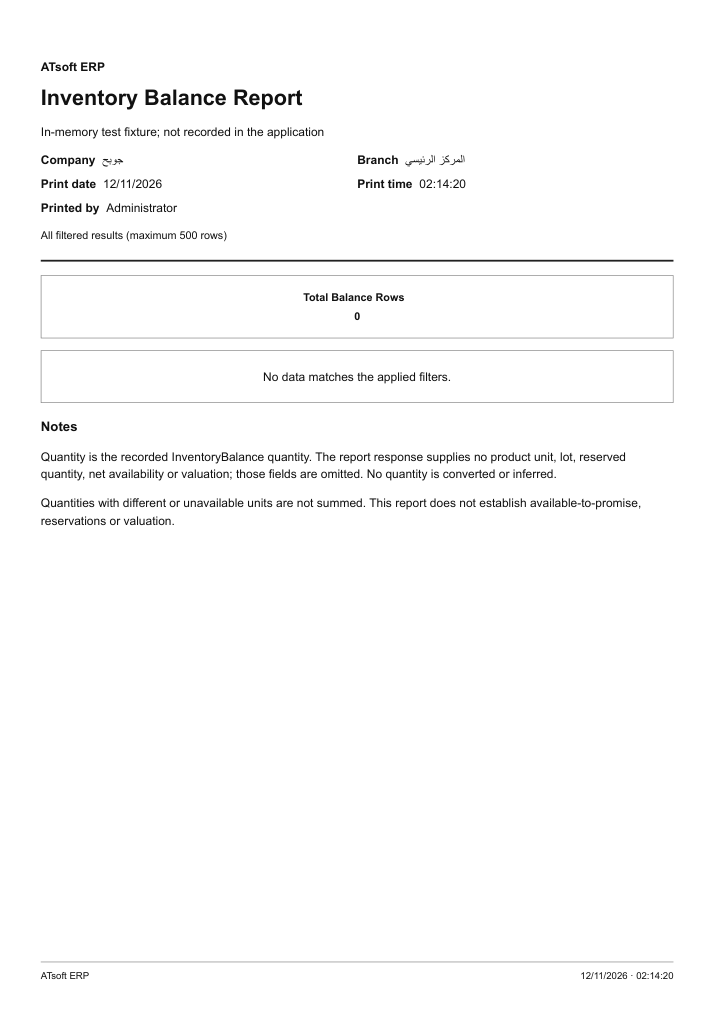 ATsoft ERP
Inventory Balance Report
In-memory test fixture; not recorded in the application
Company جويح
Branch المركز الرئيسي
Print date 12/11/2026
Print time 02:14:20
Printed by Administrator
All filtered results (maximum 500 rows)
Total Balance Rows
0
No data matches the applied filters.
Notes
Quantity is the recorded InventoryBalance quantity. The report response supplies no product unit, lot, reserved
quantity, net availability or valuation; those fields are omitted. No quantity is converted or inferred.
Quantities with different or unavailable units are not summed. This report does not establish available-to-promise,
reservations or valuation.
ATsoft ERP
12/11/2026 · 02:14:20